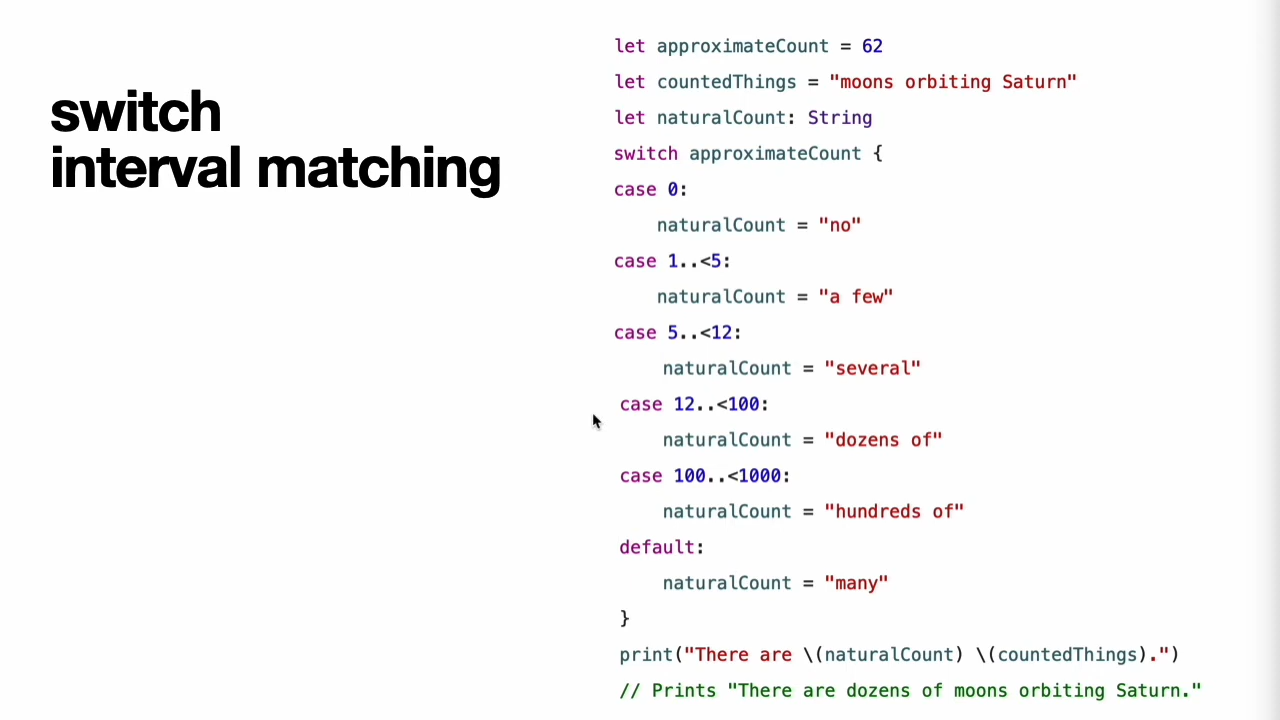 switch
interval matching
let approximateCount = 62
let countedThings = "moons orbiting Saturn"
let naturalCount: String
switch approximateCount {
case 0:
    naturalCount = "no"
case 1..<5:
    naturalCount = "a few"
case 5..<12:
    naturalCount = "several"
case 12..<100:
    naturalCount = "dozens of"
case 100..<1000:
    naturalCount = "hundreds of"
default:
    naturalCount = "many"
}
print("There are \(naturalCount) \(countedThings).")
// Prints "There are dozens of moons orbiting Saturn."